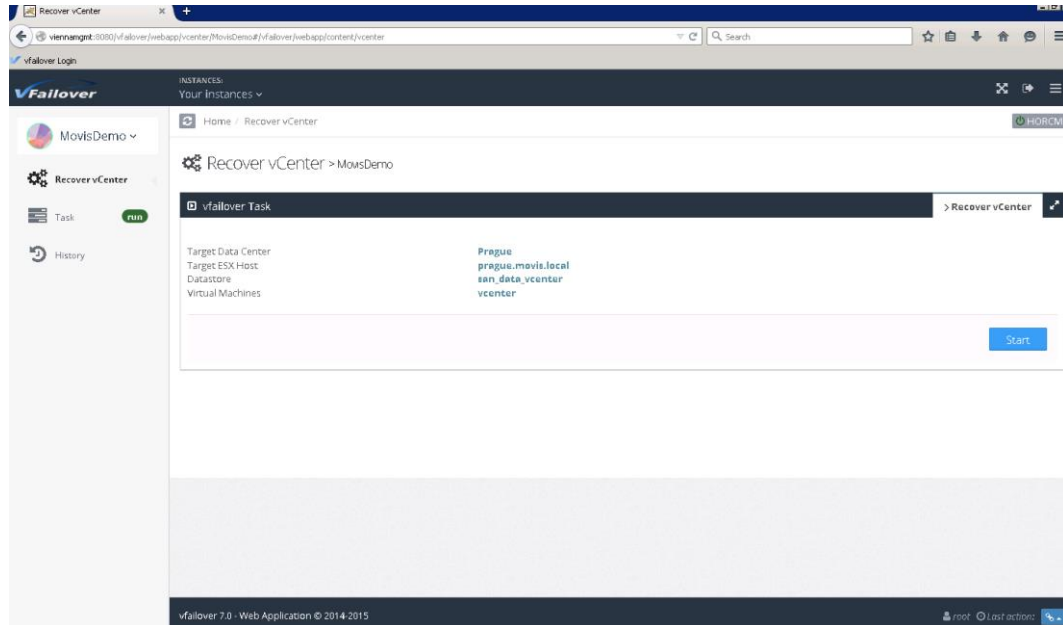 Recover vCenter
viennamgmt:8080/vfailover/webapp/vcenter/MovisDemo#/vfailover/webapp/content/vcenter
Search
vfailover Login
VFailover
INSTANCES:
Your Instances
MovisDemo
Home / Recover vCenter
HORCM
Recover vCenter > MovisDemo
Recover vCenter
Task
run
History
vfailover Task
> Recover vCenter
Target Data Center
Prague
Target ESX Host
prague.movis.local
Datastore
san_data_vcenter
Virtual Machines
vcenter
Start
vfailover 7.0 - Web Application © 2014-2015
root
Last action: